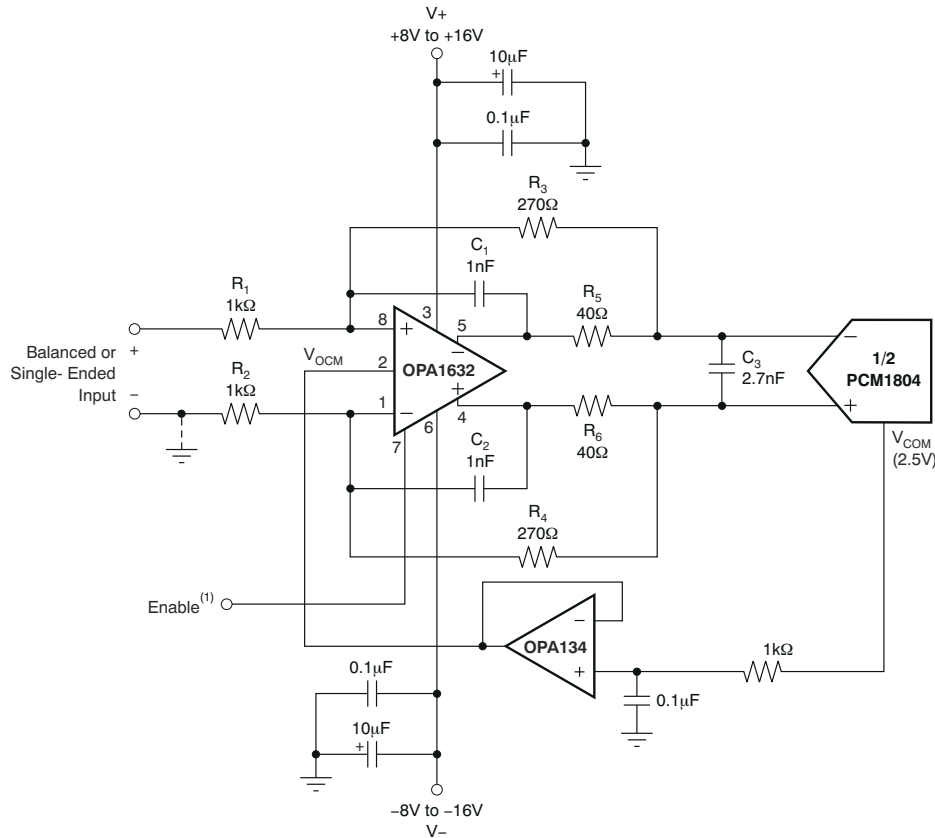 V+
+8V to +16V
10μF
+
0.1μF
R3
270Ω
C1
1nF
R1
1kΩ
R5
40Ω
3
8
+
5
−
Balanced or
Single- Ended
Input
+
−
VOCM
2
OPA1632
C3
2.7nF
−
1/2
PCM1804
+
R2
1kΩ
1
−
+
4
6
7
C2
1nF
R6
40Ω
VCOM
(2.5V)
R4
270Ω
Enable(1)
−
OPA134
+
1kΩ
0.1μF
0.1μF
10μF
+
−8V to −16V
V−